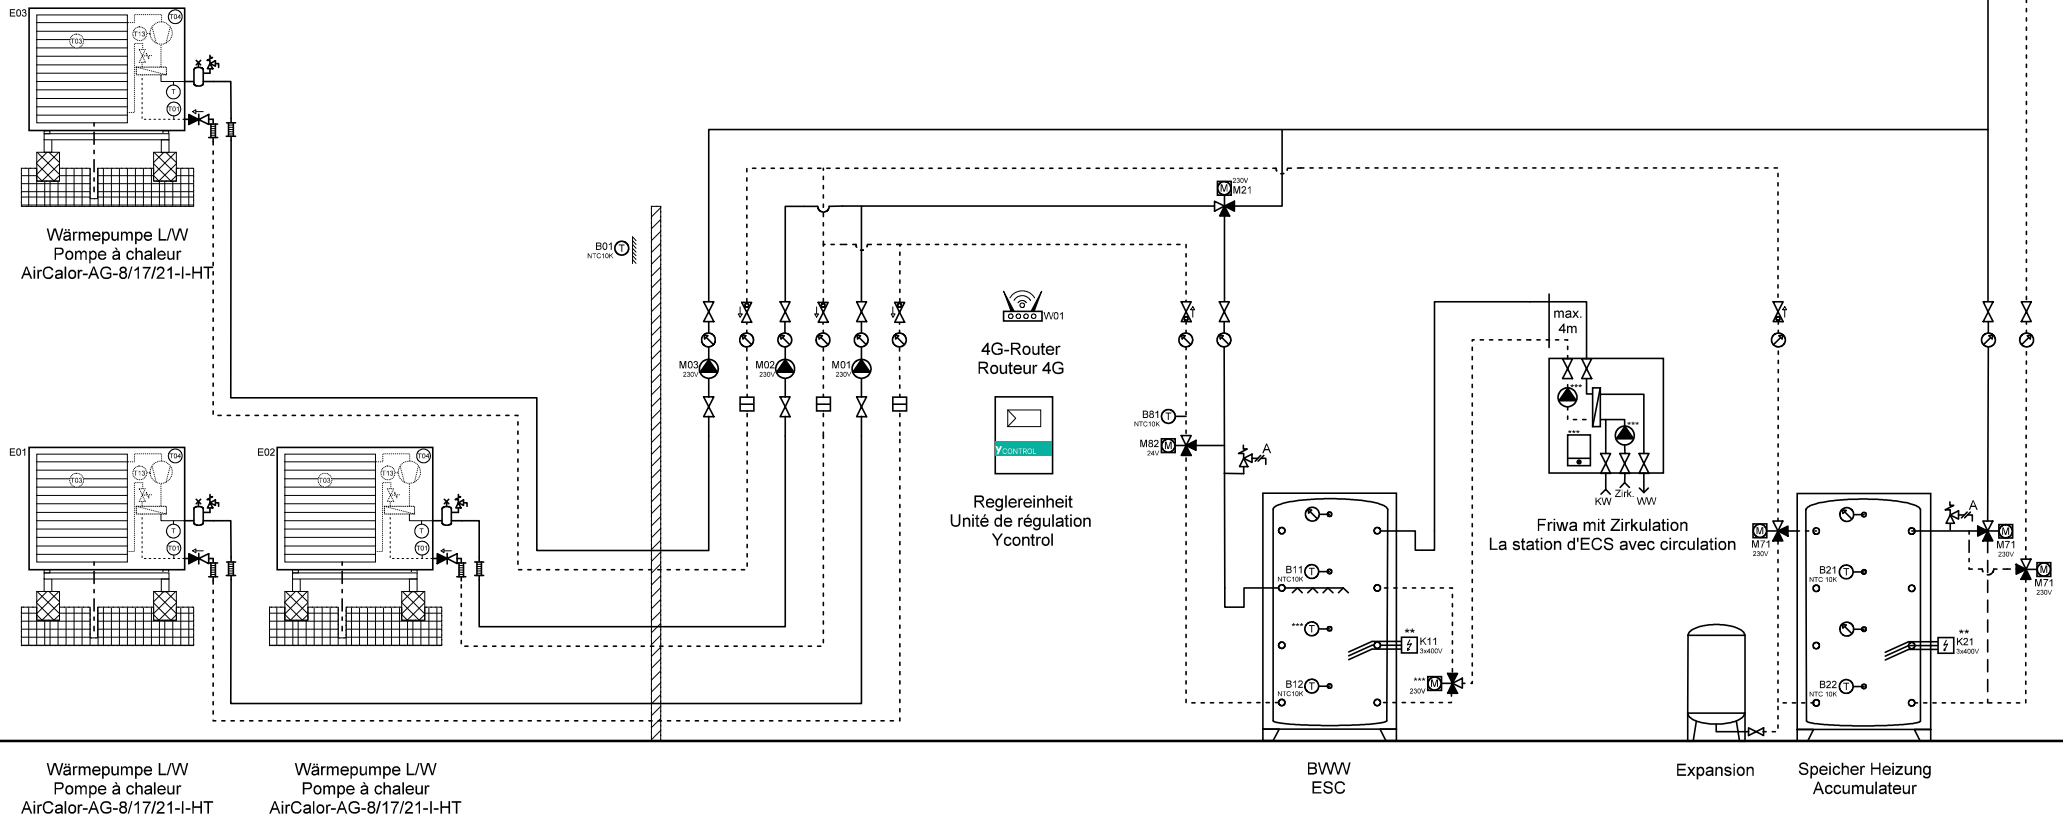 E03
T04
T13
T03
T
T01
Wärmepumpe L/W
Pompe à chaleur
AirCalor-AG-8/17/21-I-HT
E01
T04
T13
T03
T
T01
E02
T04
T13
T03
T
T01
B01
T
NTC10K
230V
M
M21
M03
230V
M02
230V
M01
230V
W01
4G-Router
Routeur 4G
YCONTROL
Reglereinheit
Unité de régulation
Ycontrol
B81
T
NTC10K
M82
M
24V
A
max.
4m
***
***
***
KW
Zirk.
WW
Friwa mit Zirkulation
La station d'ECS avec circulation
B11
T
NTC10K
***
T
**
K11
3x400V
B12
T
NTC10K
***
M
230V
M
M71
230V
A
M
M71
230V
M
M71
230V
B21
T
NTC 10K
**
K21
3x400V
B22
T
NTC 10K
Wärmepumpe L/W
Pompe à chaleur
AirCalor-AG-8/17/21-I-HT
Wärmepumpe L/W
Pompe à chaleur
AirCalor-AG-8/17/21-I-HT
BWW
ESC
Expansion
Speicher Heizung
Accumulateur